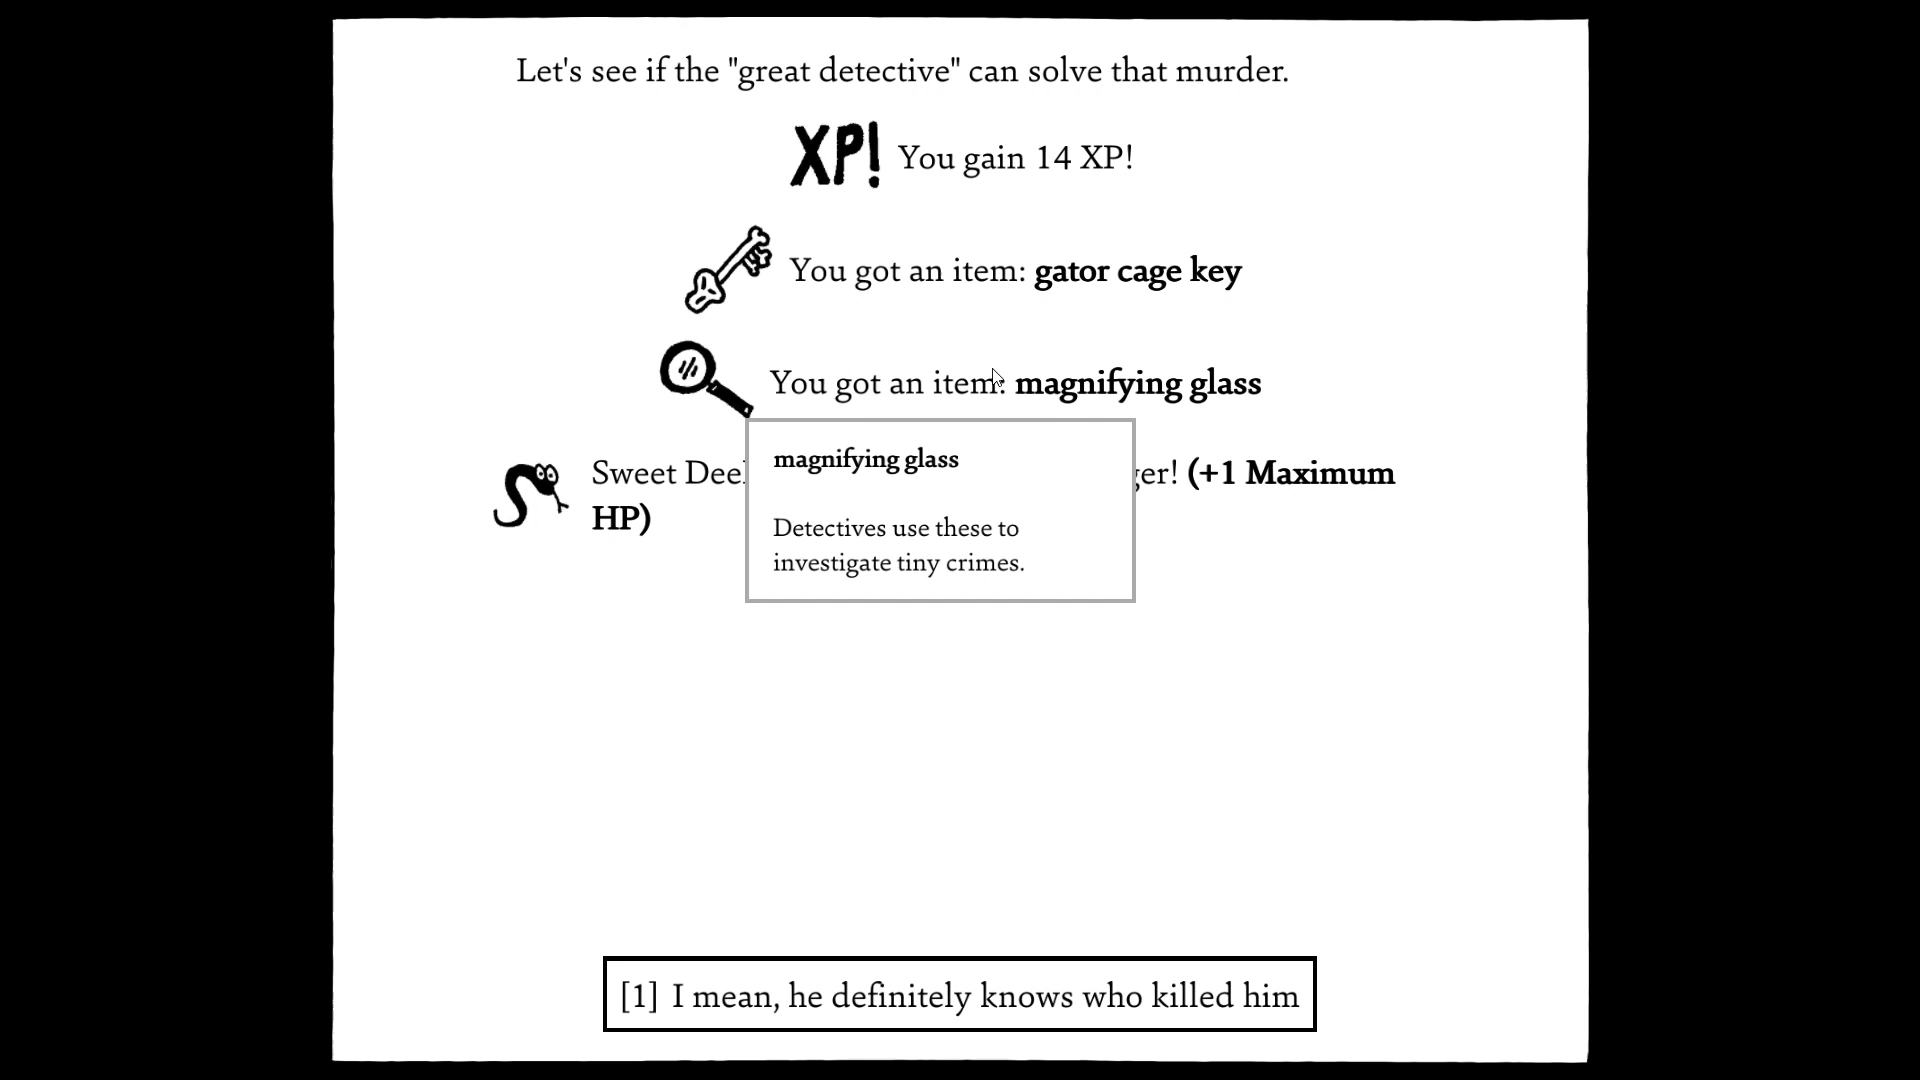 Let's see if the "great detective" can solve that murder.
XP! You gain 14 XP!
You got an item: gator cage key
You got an item: magnifying glass
magnifying glass
Sweet (+1 Maximum
HP)
Detectives use these to
investigate tiny crimes.
[1] I mean, he definitely knows who killed him